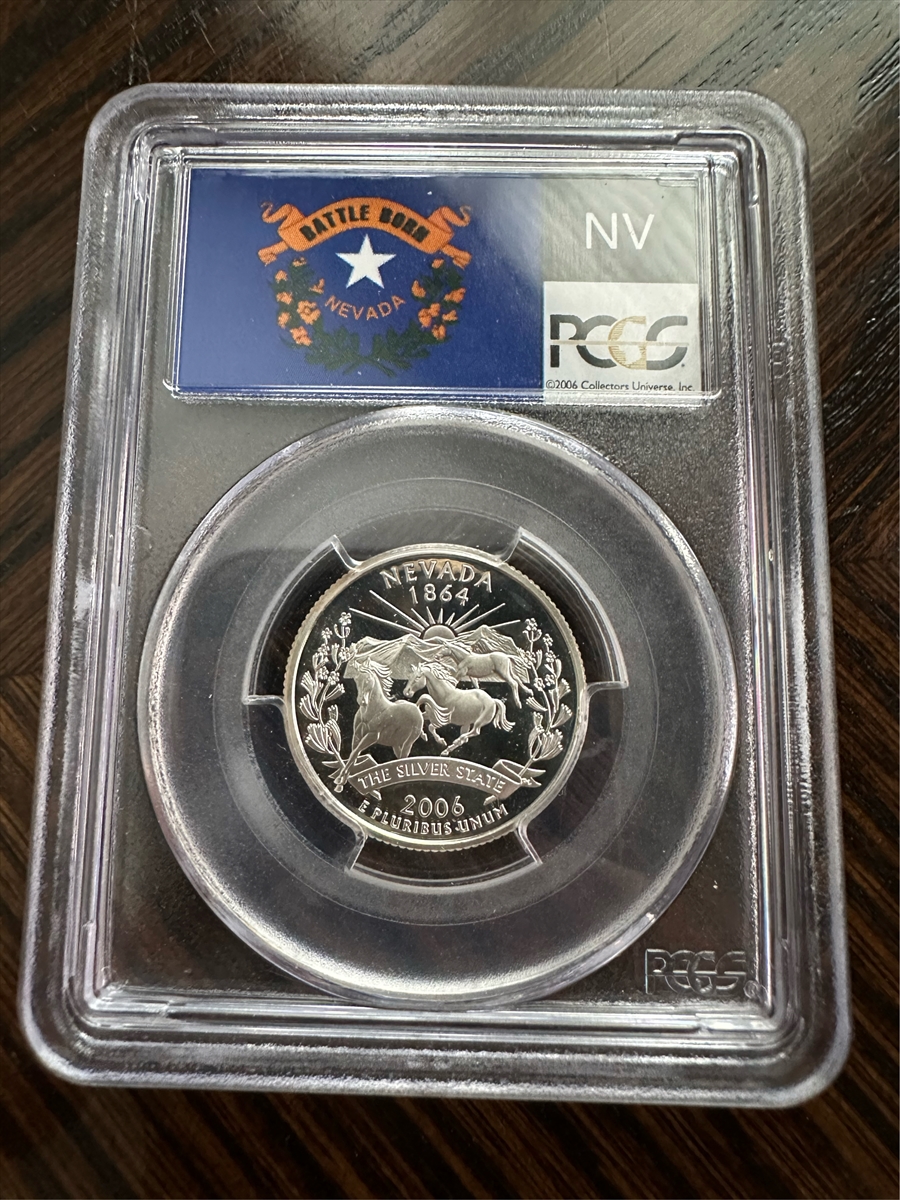 BATTLE BORN
NEVADA
NV
PCGS
©2006 Collectors Universe, Inc.
NEVADA
1864
THE SILVER STATE
2006
E PLURIBUS UNUM
PCGS